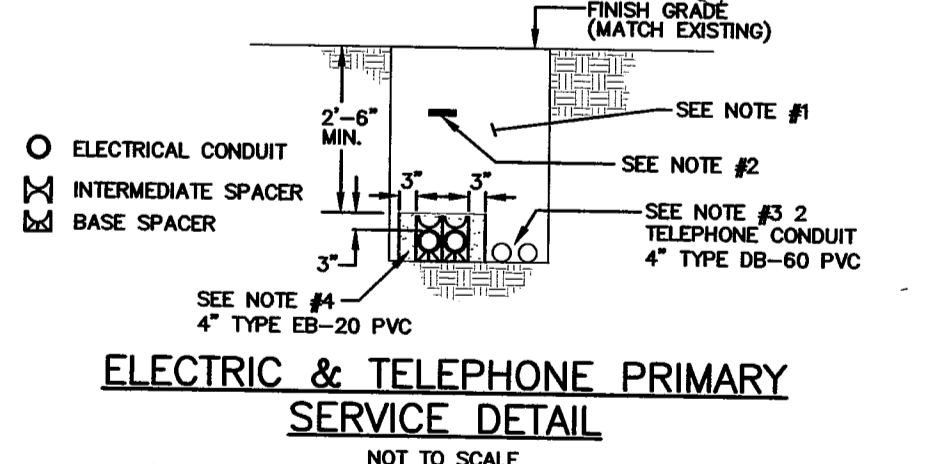 FINISH GRADE
(MATCH EXISTING)
2'-6"
MIN.
SEE NOTE #1
ELECTRICAL CONDUIT
SEE NOTE #2
INTERMEDIATE SPACER
3"
3"
BASE SPACER
SEE NOTE #3 2
TELEPHONE CONDUIT
4" TYPE DB-60 PVC
3"
SEE NOTE #4
4" TYPE EB-20 PVC
ELECTRIC & TELEPHONE PRIMARY
SERVICE DETAIL
NOT TO SCALE